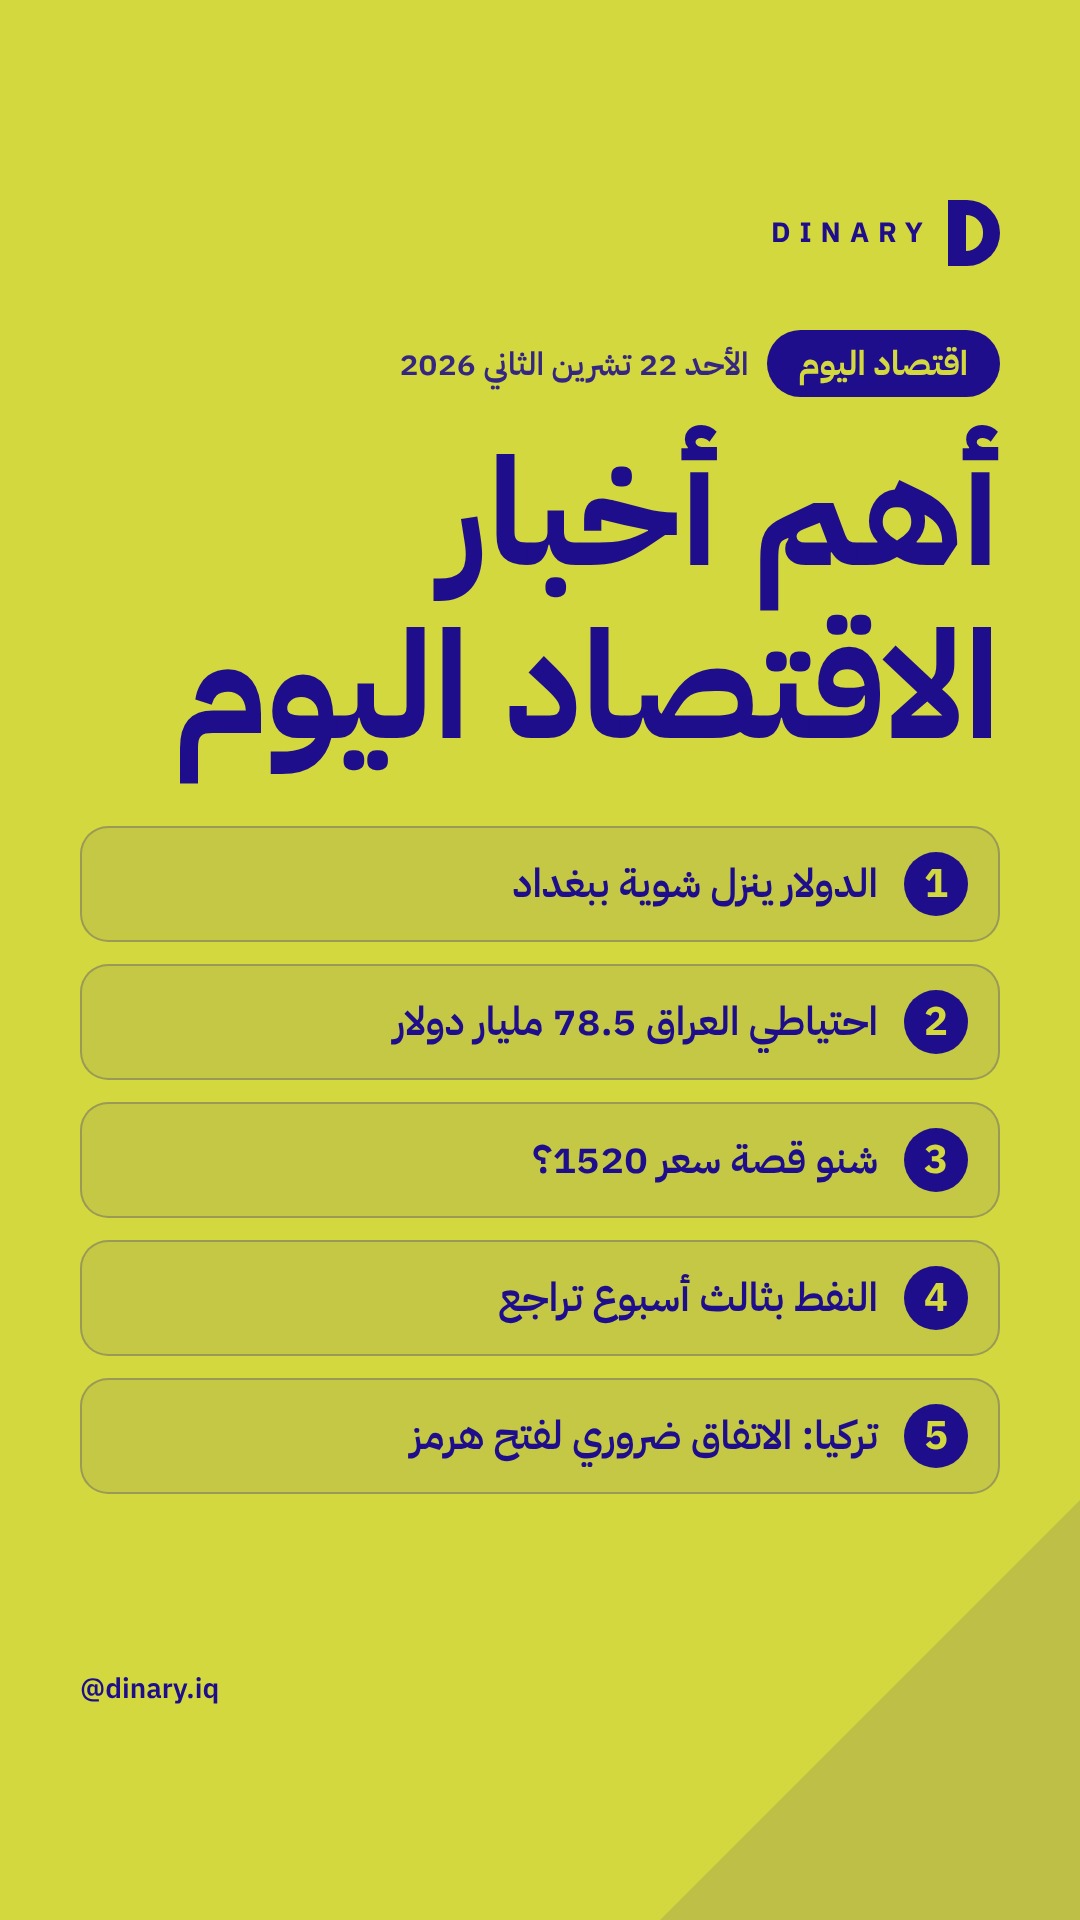 DINARY
اقتصاد اليوم
الأحد 22 تشرين الثاني 2026
أهم أخبار
الاقتصاد اليوم
1 الدولار ينزل شوية ببغداد
2 احتياطي العراق 78.5 مليار دولار
3 شنو قصة سعر 1520؟
4 النفط بثالث أسبوع تراجع
5 تركيا: الاتفاق ضروري لفتح هرمز
@dinary.iq